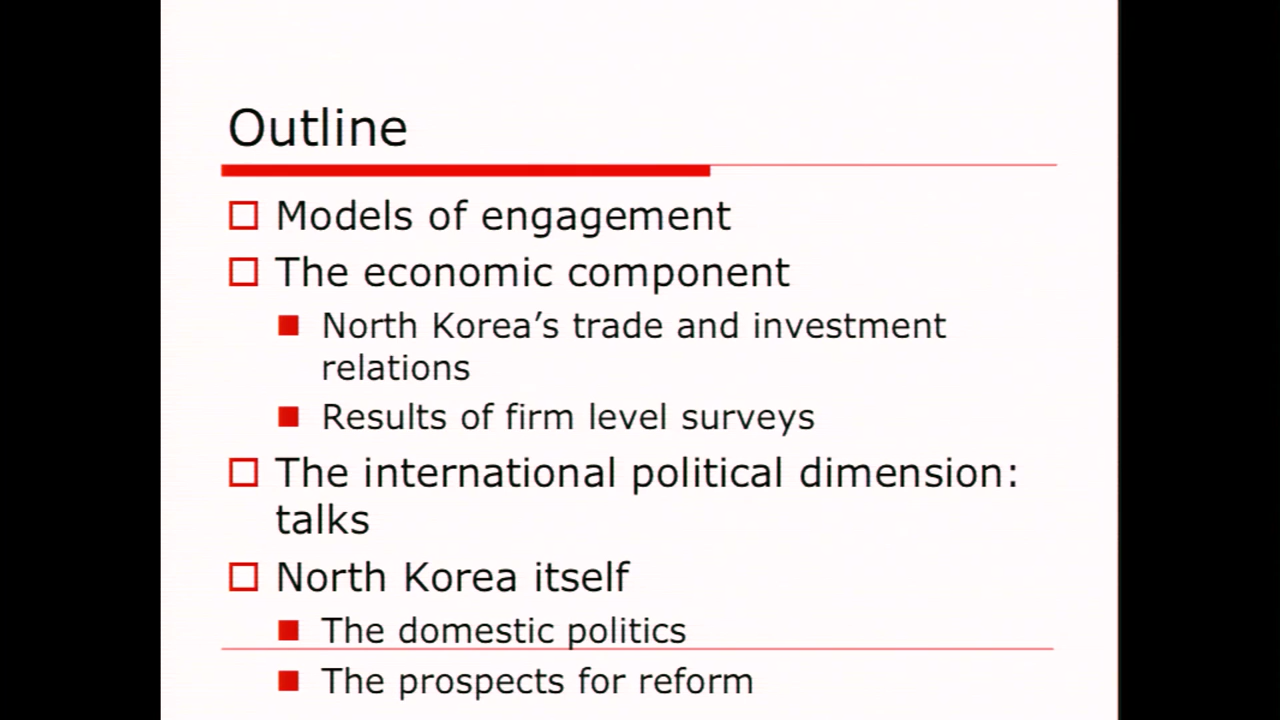 Outline
Models of engagement
The economic component
North Korea’s trade and investment
relations
Results of firm level surveys
The international political dimension:
talks
North Korea itself
The domestic politics
The prospects for reform